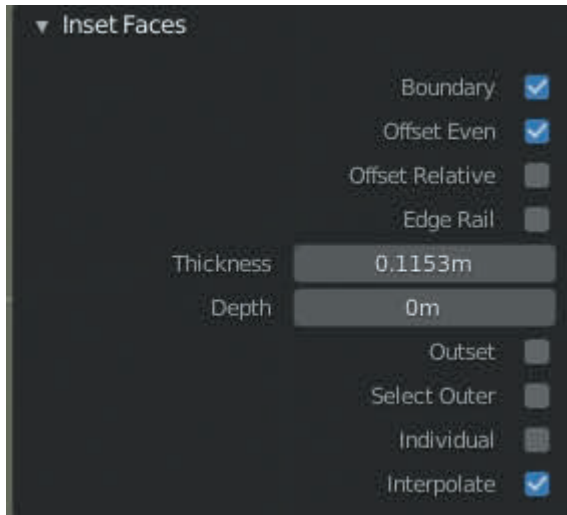 Inset Faces
Boundary
Offset Even
Offset Relative
Edge Rail
Thickness 0.1153m
Depth 0m
Outset
Select Outer
Individual
Interpolate